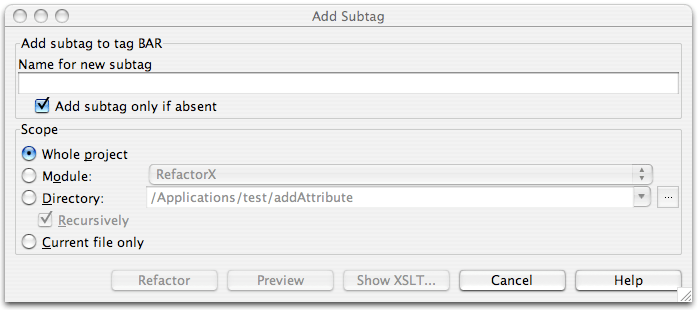 Add Subtag
Add subtag to tag BAR
Name for new subtag
Add subtag only if absent
Scope
Whole project
Module: RefactorX
Directory: /Applications/test/addAttribute ...
Recursively
Current file only
Refactor Preview Show XSLT... Cancel Help